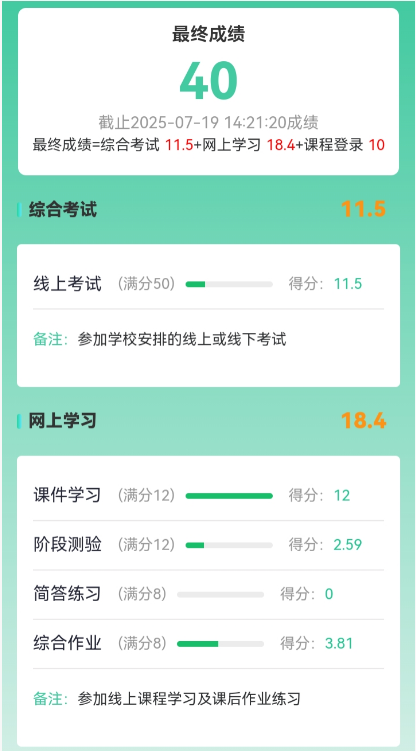 最终成绩
40
截止2025-07-19 14:21:20成绩
最终成绩=综合考试 11.5+网上学习 18.4+课程登录 10
综合考试 11.5
线上考试 (满分50) 得分: 11.5
备注: 参加学校安排的线上或线下考试
网上学习 18.4
课件学习 (满分12) 得分: 12
阶段测验 (满分12) 得分: 2.59
简答练习 (满分8) 得分: 0
综合作业 (满分8) 得分: 3.81
备注: 参加线上课程学习及课后作业练习